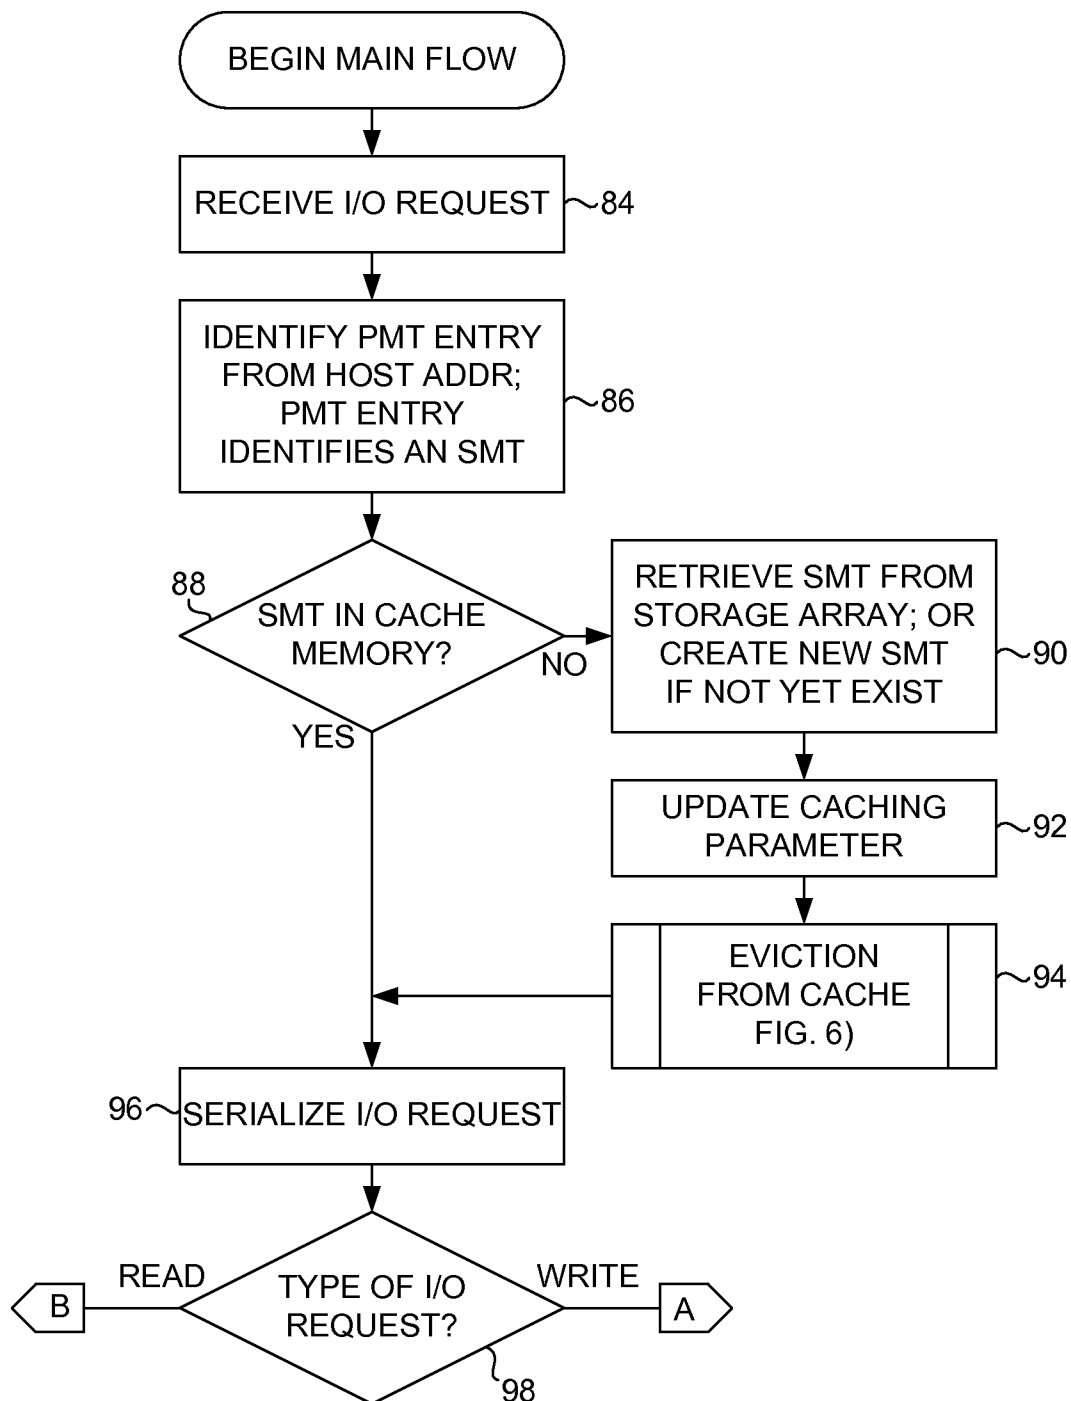 BEGIN MAIN FLOW
RECEIVE I/O REQUEST
84
IDENTIFY PMT ENTRY
FROM HOST ADDR;
PMT ENTRY
IDENTIFIES AN SMT
86
88
SMT IN CACHE
MEMORY?
NO
YES
RETRIEVE SMT FROM
STORAGE ARRAY; OR
CREATE NEW SMT
IF NOT YET EXIST
90
UPDATE CACHING
PARAMETER
92
EVICTION
FROM CACHE
FIG. 6)
94
96
SERIALIZE I/O REQUEST
READ
TYPE OF I/O
REQUEST?
WRITE
B
A
98